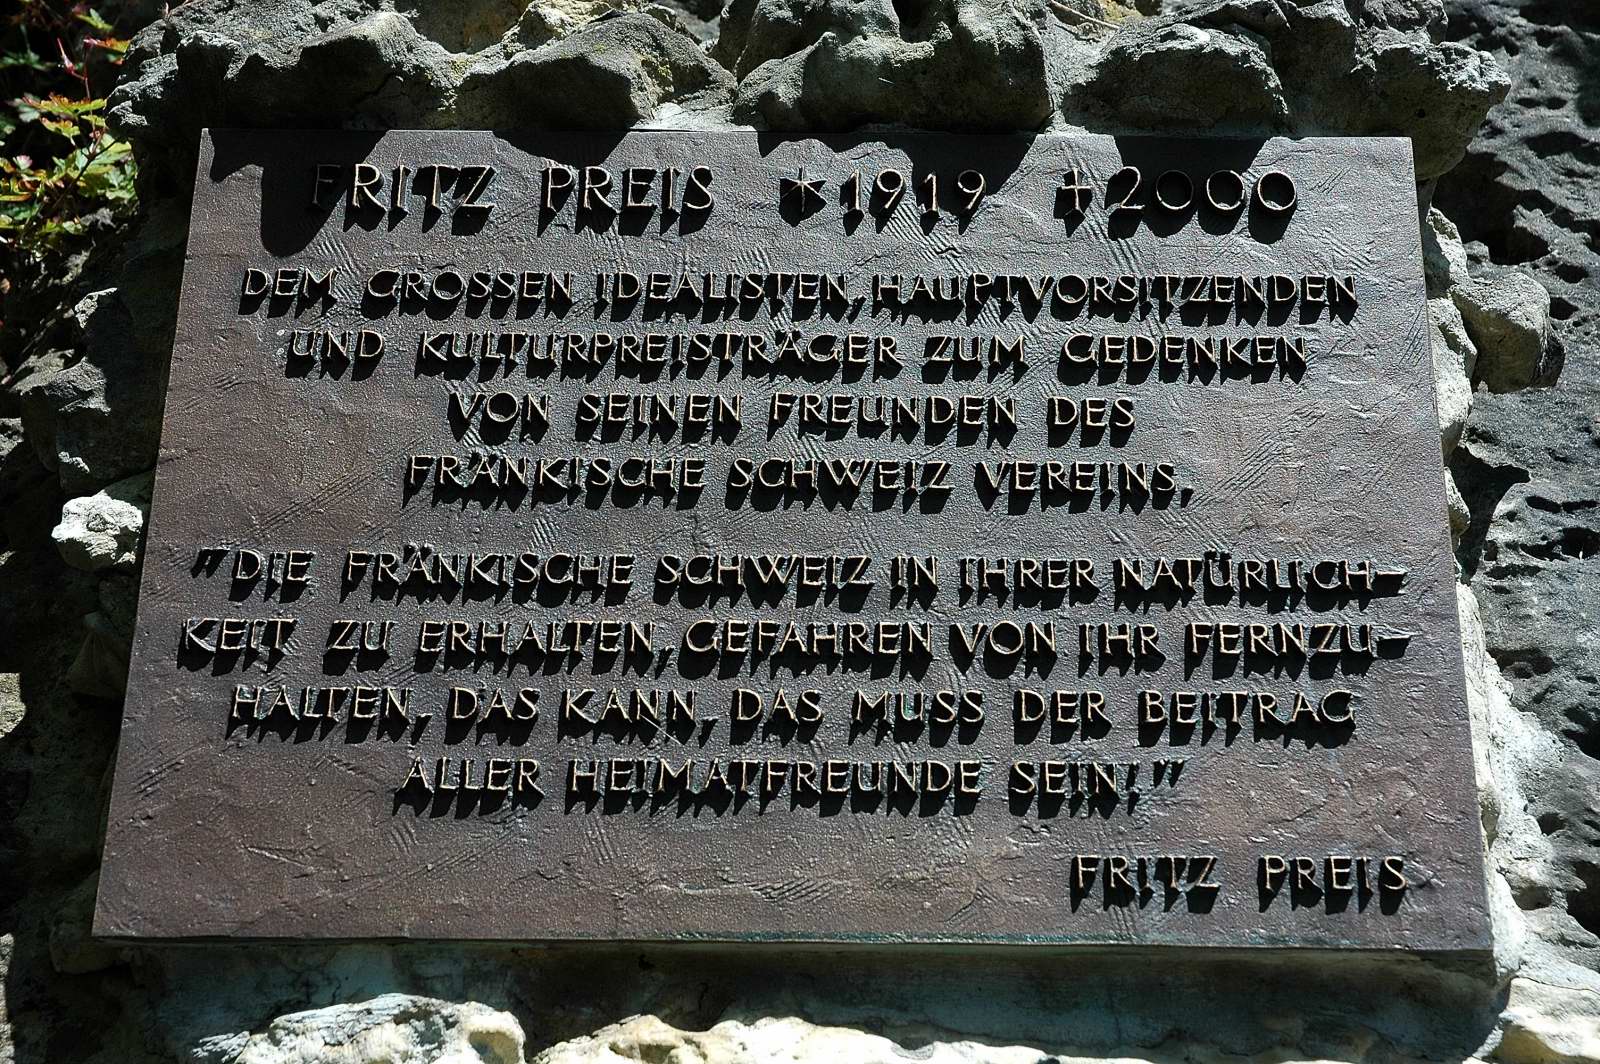 FRITZ PREIS *1919 †2000
DEM GROSSEN IDEALISTEN, HAUPTVORSITZENDEN
UND KULTURPREISTRÄGER ZUM GEDENKEN
VON SEINEN FREUNDEN DES
FRÄNKISCHE SCHWEIZ VEREINS.
"DIE FRÄNKISCHE SCHWEIZ IN IHRER NATÜRLICH-
KEIT ZU ERHALTEN, GEFAHREN VON IHR FERNZU-
HALTEN, DAS KANN, DAS MUSS DER BEITRAG
ALLER HEIMATFREUNDE SEIN!"
FRITZ PREIS